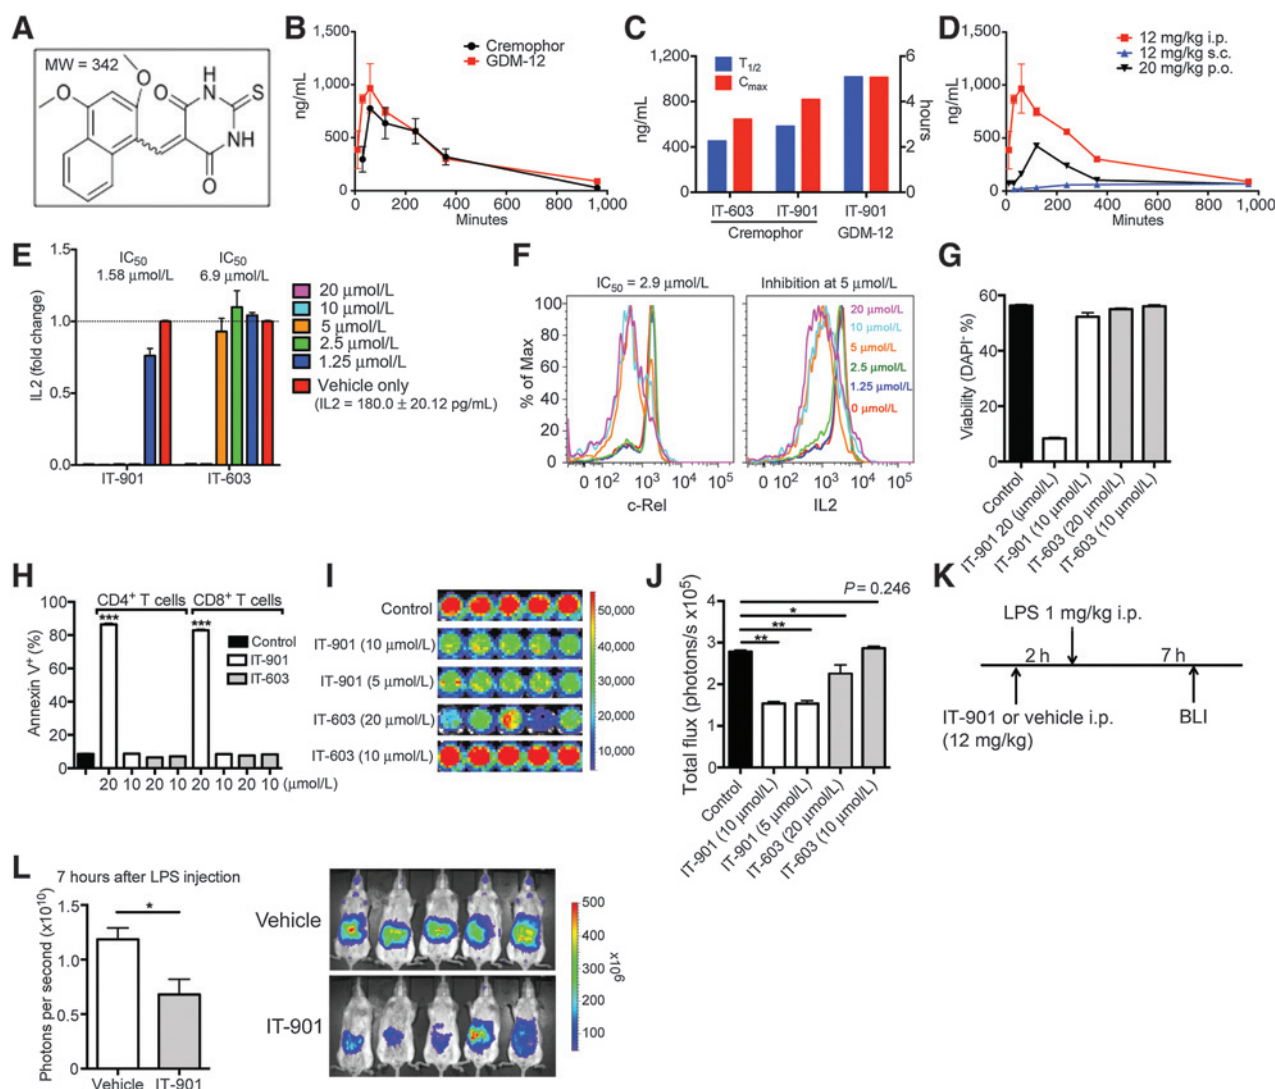 A
MW = 342
O
O
O
O
HN
NH
S
B
1,500
1,000
500
0
ng/mL
Cremophor
GDM-12
0 200 400 600 800 1,000
Minutes
C
1,200
800
400
0
ng/mL
T1/2
Cmax
6
4
2
0
hours
IT-603 IT-901 IT-901
Cremophor GDM-12
D
1,500
1,000
500
0
ng/mL
12 mg/kg i.p.
12 mg/kg s.c.
20 mg/kg p.o.
0 200 400 600 800 1,000
Minutes
E
IL2 (fold change)
1.5
1.0
0.5
0.0
IC50 IC50
1.58 µmol/L 6.9 µmol/L
IT-901 IT-603
20 µmol/L
10 µmol/L
5 µmol/L
2.5 µmol/L
1.25 µmol/L
Vehicle only
(IL2 = 180.0 ± 20.12 pg/mL)
F
IC50 = 2.9 µmol/L Inhibition at 5 µmol/L
% of Max
100
80
60
40
20
0
20 µmol/L
10 µmol/L
5 µmol/L
2.5 µmol/L
1.25 µmol/L
0 µmol/L
0 10² 10³ 10⁴ 10⁵ 0 10² 10³ 10⁴ 10⁵
c-Rel IL2
G
Viability (DAPI⁻ %)
60
40
20
0
Control
IT-901 20 (µmol/L)
IT-901 (10 µmol/L)
IT-603 (20 µmol/L)
IT-603 (10 µmol/L)
H
Annexin V⁺ (%)
100
80
60
40
20
0
CD4⁺ T cells CD8⁺ T cells
*** ***
Control
IT-901
IT-603
20 10 20 10 20 10 20 10 (µmol/L)
I
Control
IT-901 (10 µmol/L)
IT-901 (5 µmol/L)
IT-603 (20 µmol/L)
IT-603 (10 µmol/L)
50,000
40,000
30,000
20,000
10,000
J
Total flux (photons/s x10⁵)
4
3
2
1
0
P = 0.246
*
**
**
Control
IT-901 (10 µmol/L)
IT-901 (5 µmol/L)
IT-603 (20 µmol/L)
IT-603 (10 µmol/L)
K
LPS 1 mg/kg i.p.
2 h 7 h
IT-901 or vehicle i.p.
(12 mg/kg)
BLI
L
7 hours after LPS injection
Photons per second (x10¹⁰)
1.5
1.0
0.5
0
*
Vehicle IT-901
Vehicle
IT-901
500
400
300
200
100
x10⁶